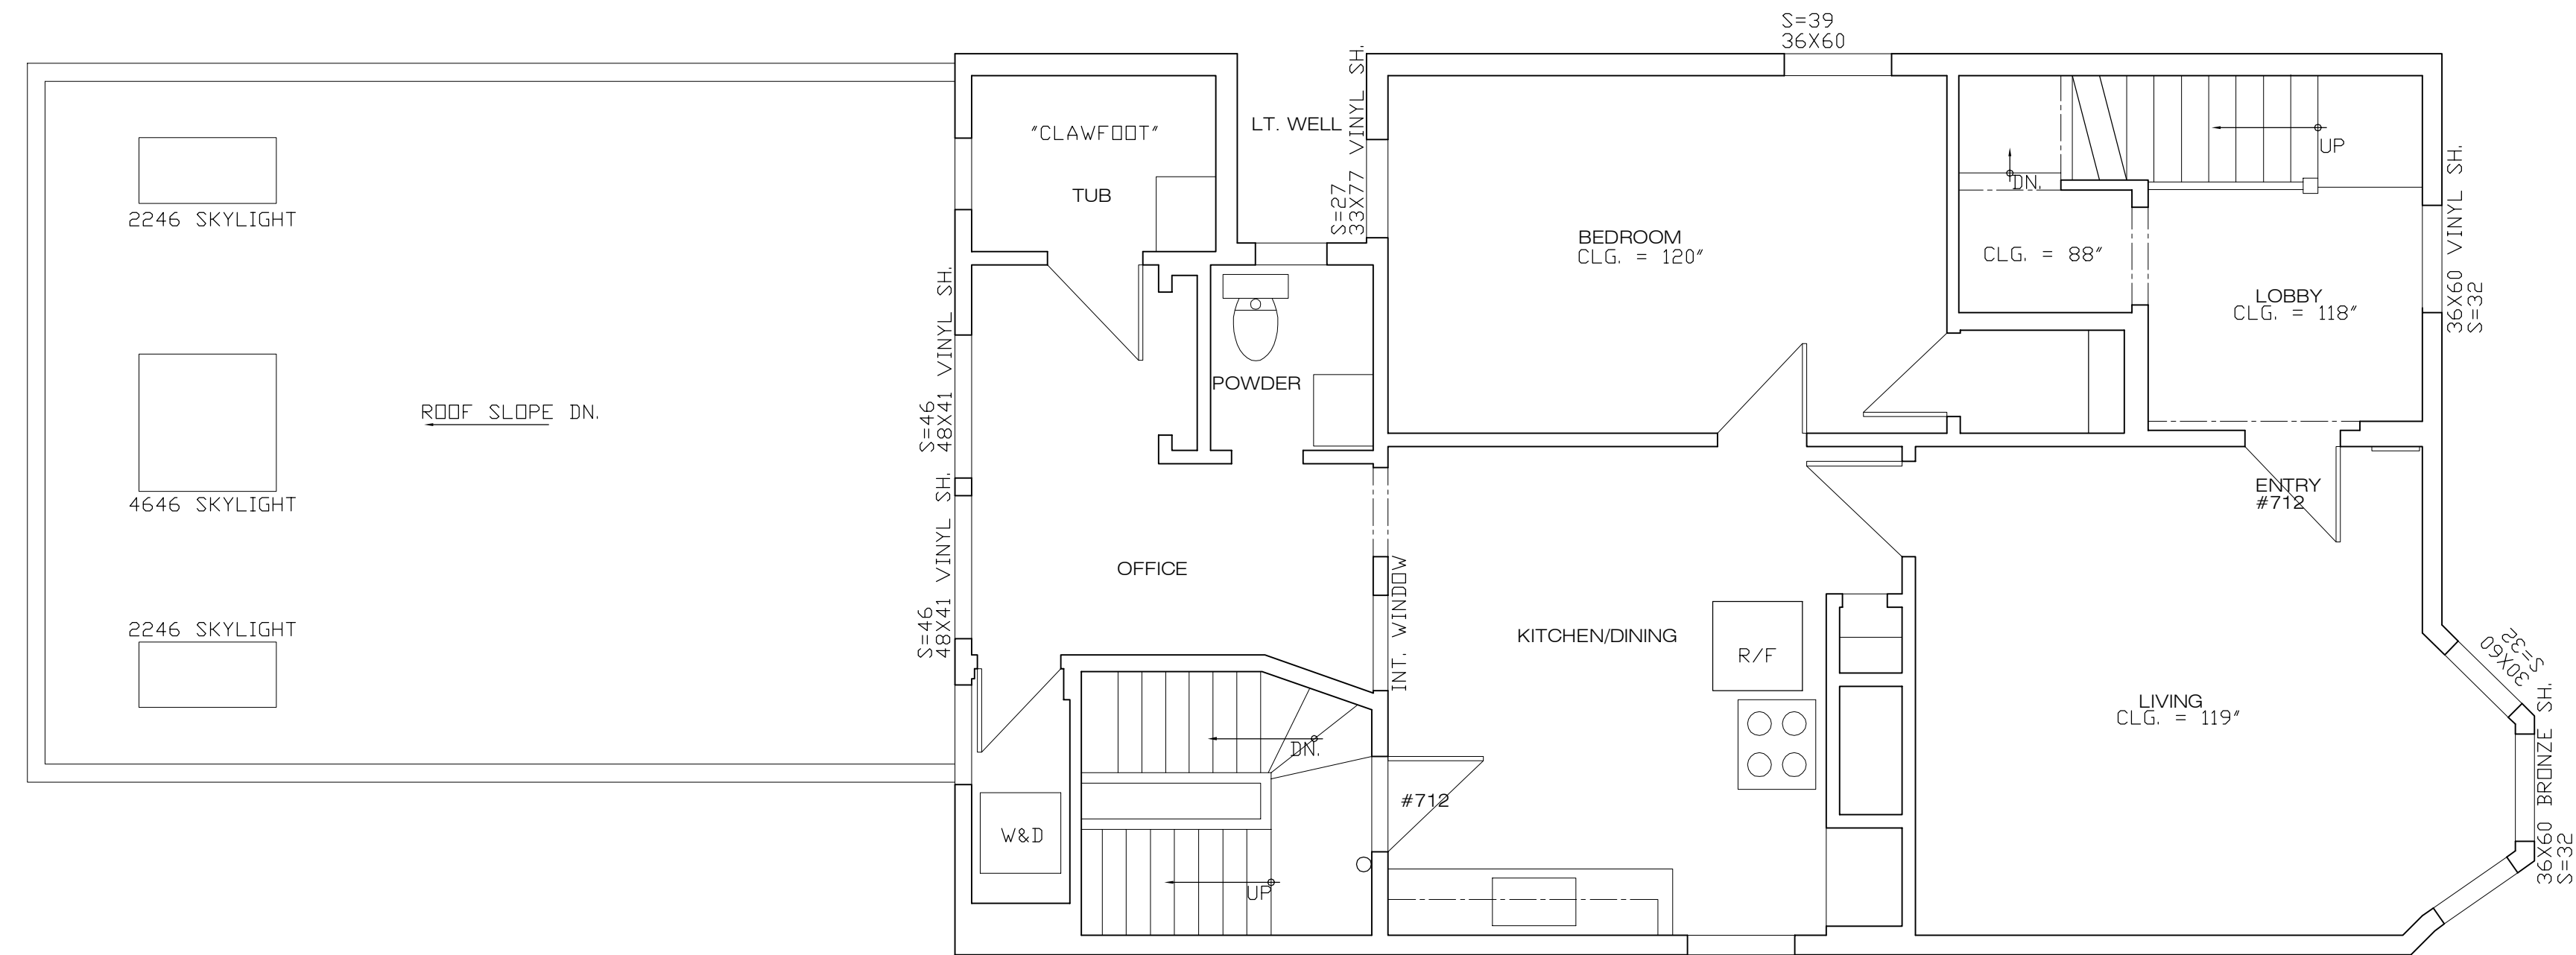 S=39
36X60
"CLAWFOOT"
TUB
LT. WELL
S=27
33X77 VINYL SH.
UP
DN.
2246 SKYLIGHT
BEDROOM
CLG. = 120"
CLG. = 88"
LOBBY
CLG. = 118"
36X60 VINYL SH.
S=32
POWDER
ROOF SLOPE DN.
S=46
48X41 VINYL SH.
4646 SKYLIGHT
ENTRY
#712
OFFICE
S=46
48X41 VINYL SH.
INT. WINDOW
2246 SKYLIGHT
KITCHEN/DINING
R/F
30X60
S=32
LIVING
CLG. = 119"
DN.
#712
W&D
UP
36X60 BRONZE SH.
S=32